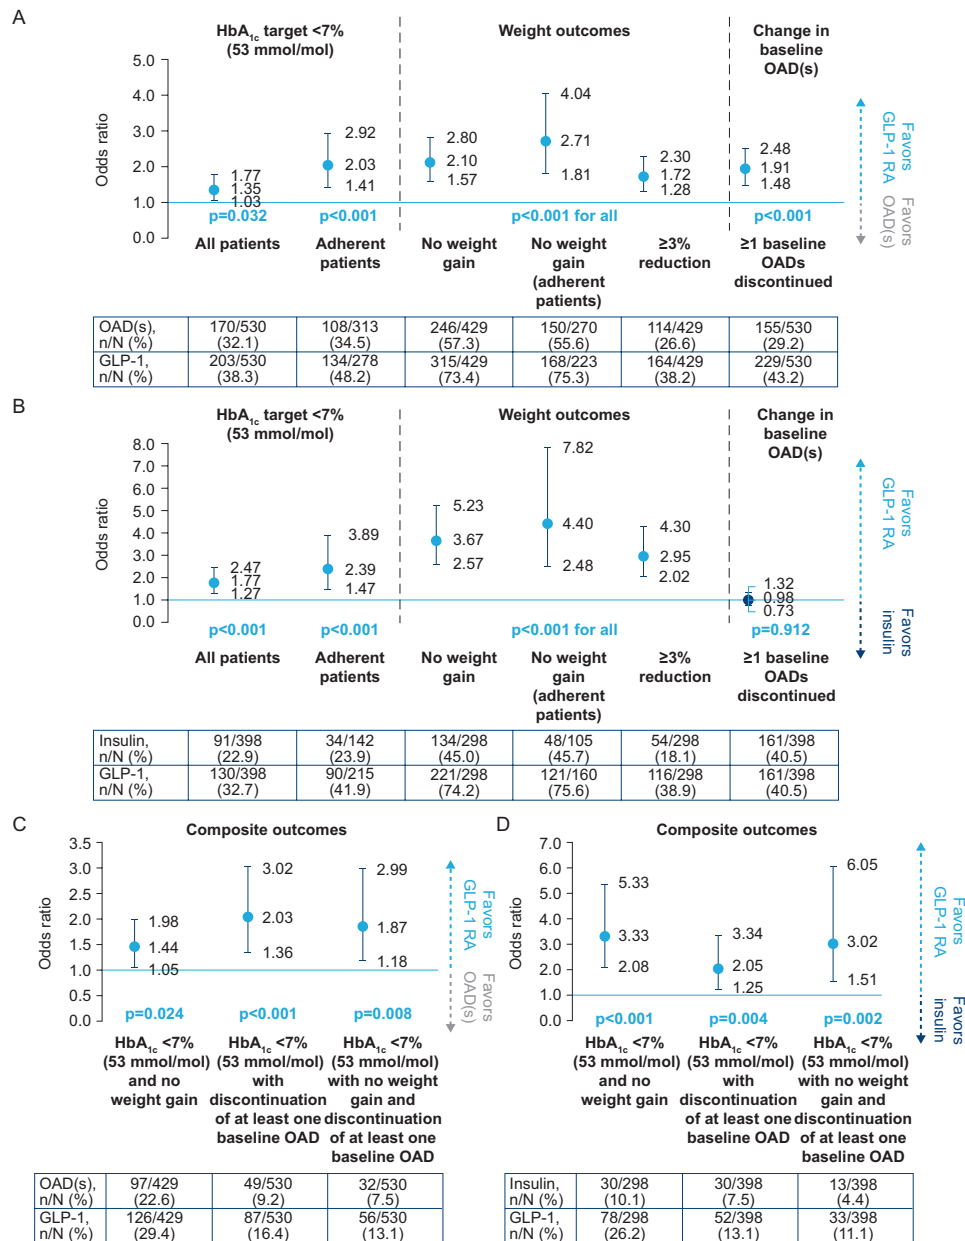 A
HbA1c target <7%
(53 mmol/mol)
Weight outcomes
Change in
baseline
OAD(s)
Odds ratio
5.0
4.0
3.0
2.0
1.0
0.0
1.77
1.35
1.03
2.92
2.03
1.41
2.80
2.10
1.57
4.04
2.71
1.81
2.30
1.72
1.28
2.48
1.91
1.48
Favors
GLP-1 RA
Favors
OAD(s)
p=0.032
p<0.001
p<0.001 for all
p<0.001
All patients
Adherent
patients
No weight
gain
No weight
gain
(adherent
patients)
≥3%
reduction
≥1 baseline
OADs
discontinued
OAD(s), 170/530 108/313 246/429 150/270 114/429 155/530
n/N (%) (32.1) (34.5) (57.3) (55.6) (26.6) (29.2)
GLP-1, 203/530 134/278 315/429 168/223 164/429 229/530
n/N (%) (38.3) (48.2) (73.4) (75.3) (38.2) (43.2)
B
HbA1c target <7%
(53 mmol/mol)
Weight outcomes
Change in
baseline
OAD(s)
Odds ratio
8.0
7.0
6.0
5.0
4.0
3.0
2.0
1.0
0.0
2.47
1.77
1.27
3.89
2.39
1.47
5.23
3.67
2.57
7.82
4.40
2.48
4.30
2.95
2.02
1.32
0.98
0.73
Favors
GLP-1 RA
Favors
insulin
p<0.001
p<0.001
p<0.001 for all
p=0.912
All patients
Adherent
patients
No weight
gain
No weight
gain
(adherent
patients)
≥3%
reduction
≥1 baseline
OADs
discontinued
Insulin, 91/398 34/142 134/298 48/105 54/298 161/398
n/N (%) (22.9) (23.9) (45.0) (45.7) (18.1) (40.5)
GLP-1, 130/398 90/215 221/298 121/160 116/298 161/398
n/N (%) (32.7) (41.9) (74.2) (75.6) (38.9) (40.5)
C
Composite outcomes
Odds ratio
3.5
3.0
2.5
2.0
1.5
1.0
0.5
0.0
1.98
1.44
1.05
3.02
2.03
1.36
2.99
1.87
1.18
Favors
GLP-1 RA
Favors
OAD(s)
p=0.024
p<0.001
p=0.008
HbA1c <7%
(53 mmol/mol)
and no
weight gain
HbA1c <7%
(53 mmol/mol)
with
discontinuation
of at least one
baseline OAD
HbA1c <7%
(53 mmol/mol)
with no weight
gain and
discontinuation
of at least one
baseline OAD
OAD(s), 97/429 49/530 32/530
n/N (%) (22.6) (9.2) (7.5)
GLP-1, 126/429 87/530 56/530
n/N (%) (29.4) (16.4) (13.1)
D
Composite outcomes
Odds ratio
7.0
6.0
5.0
4.0
3.0
2.0
1.0
0.0
5.33
3.33
2.08
3.34
2.05
1.25
6.05
3.02
1.51
Favors
GLP-1 RA
Favors
insulin
p<0.001
p=0.004
p=0.002
HbA1c <7%
(53 mmol/mol)
and no
weight gain
HbA1c <7%
(53 mmol/mol)
with
discontinuation
of at least one
baseline OAD
HbA1c <7%
(53 mmol/mol)
with no weight
gain and
discontinuation
of at least one
baseline OAD
Insulin, 30/298 30/398 13/398
n/N (%) (10.1) (7.5) (4.4)
GLP-1, 78/298 52/398 33/398
n/N (%) (26.2) (13.1) (11.1)